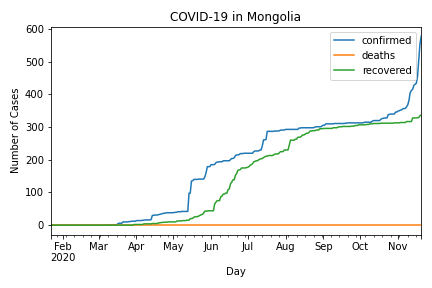 COVID-19 in Mongolia
confirmed
deaths
recovered
600
500
400
300
200
100
0
Number of Cases
Feb Mar Apr May Jun Jul Aug Sep Oct Nov
2020
Day